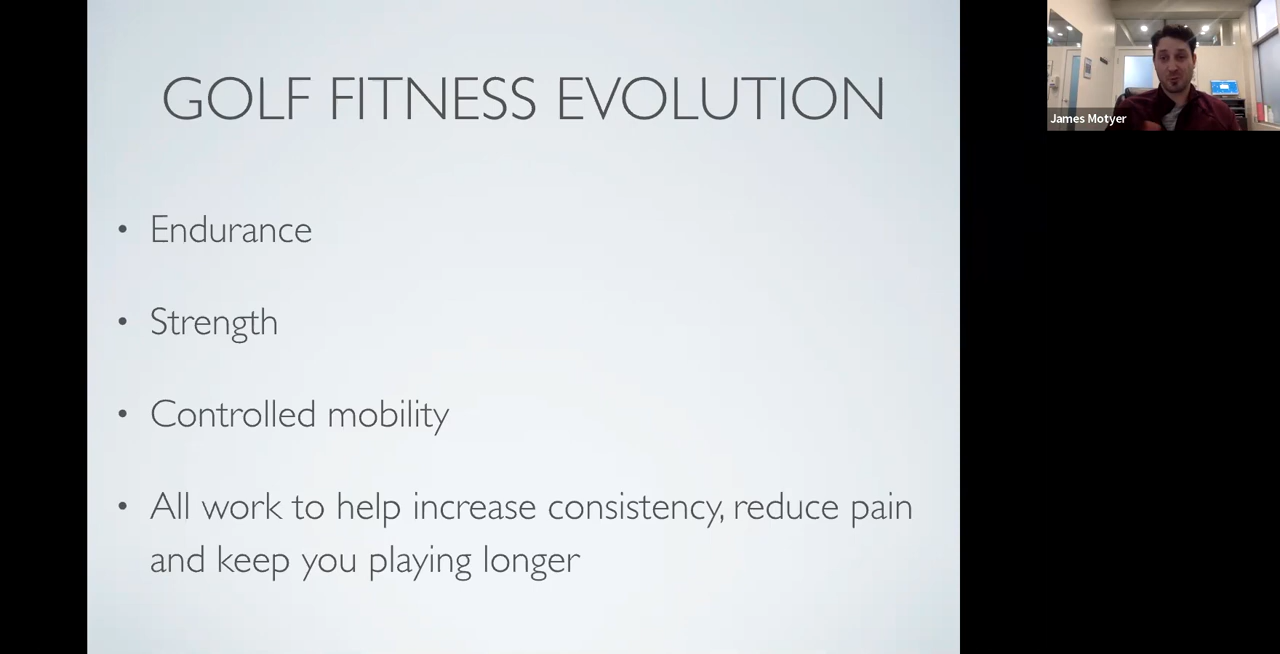 GOLF FITNESS EVOLUTION
• Endurance
• Strength
• Controlled mobility
• All work to help increase consistency, reduce pain
and keep you playing longer
James Motyer